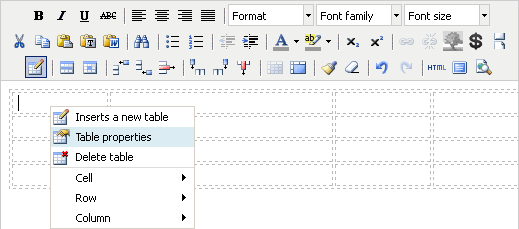 B I U ABC Format Font family Font size
A ab x₂ x² $
HTML
Inserts a new table
Table properties
Delete table
Cell
Row
Column